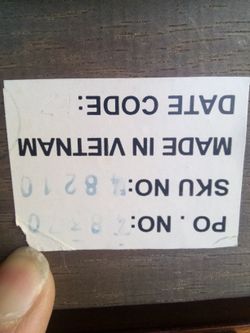 PO . NO:
SKU NO:
MADE IN VIETNAM
DATE CODE: